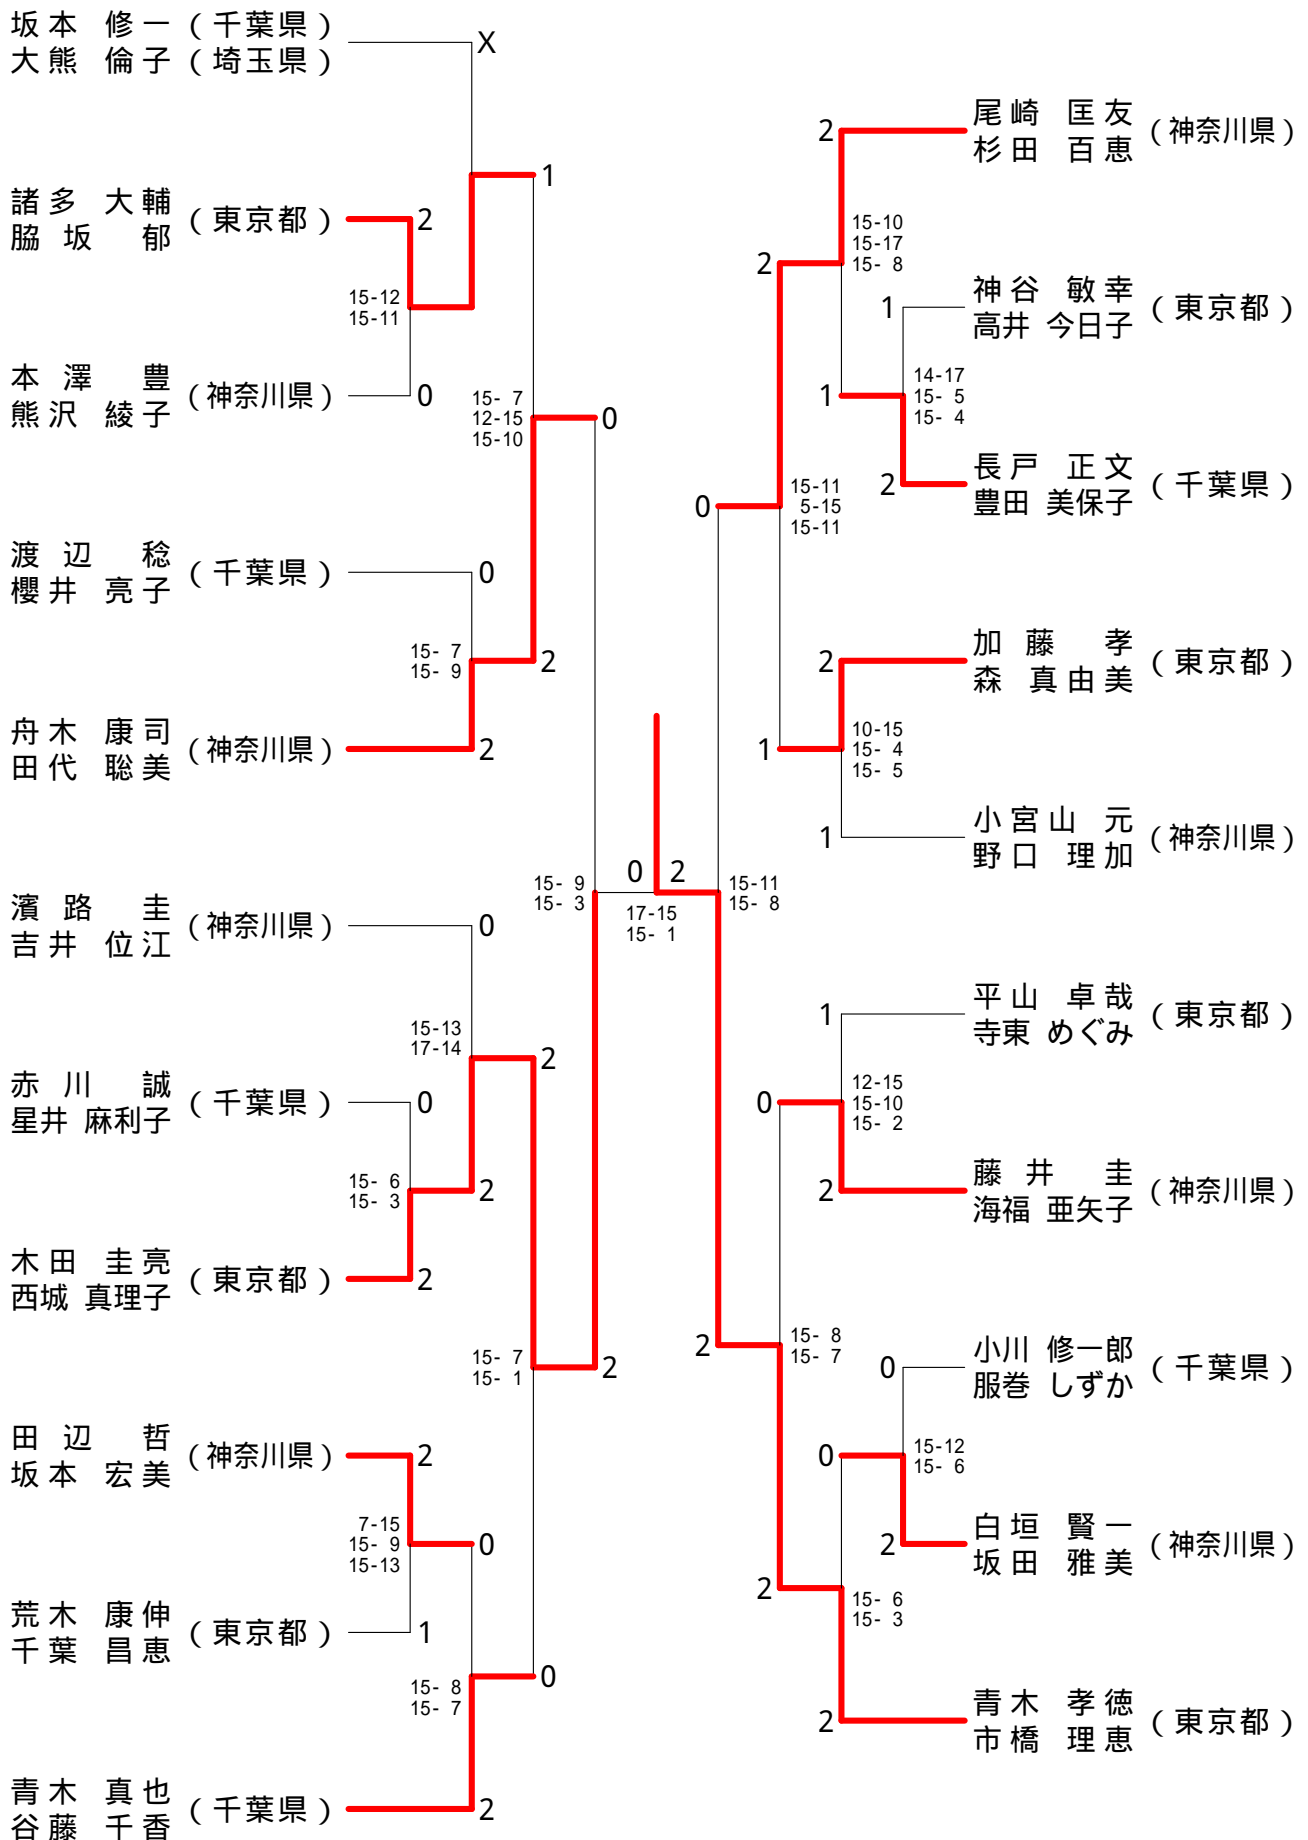 坂本 修一 (千葉県)
大熊 倫子 (埼玉県)
X
諸多 大輔
脇坂 郁
(東京都)
2
1
15-12
15-11
本澤 豊
熊沢 綾子
(神奈川県)
0
15- 7
12-15
15-10
0
渡辺 稔
櫻井 亮子
(千葉県)
0
15- 7
15- 9
2
舟木 康司
田代 聡美
(神奈川県)
2
15- 9
15- 3
濱路 圭
吉井 位江
(神奈川県)
0
15-13
17-14
2
赤川 誠
星井 麻利子
(千葉県)
0
15- 6
15- 3
2
木田 圭亮
西城 真理子
(東京都)
2
15- 7
15- 1
2
田辺 哲
坂本 宏美
(神奈川県)
2
7-15
15- 9
15-13
0
荒木 康伸
千葉 昌恵
(東京都)
1
15- 8
15- 7
0
青木 真也
谷藤 千香
(千葉県)
2
0 2
17-15
15- 1
2
尾崎 匡友
杉田 百恵
(神奈川県)
15-10
15-17
15- 8
2
1
神谷 敏幸
高井 今日子
(東京都)
1
14-17
15- 5
15- 4
2
長戸 正文
豊田 美保子
(千葉県)
0
15-11
5-15
15-11
2
加藤 孝
森 真由美
(東京都)
1
10-15
15- 4
15- 5
1
小宮山 元
野口 理加
(神奈川県)
15-11
15- 8
1
平山 卓哉
寺東 めぐみ
(東京都)
0
12-15
15-10
15- 2
2
藤井 圭
海福 亜矢子
(神奈川県)
2
15- 8
15- 7
0
小川 修一郎
服巻 しずか
(千葉県)
0
15-12
15- 6
2
白垣 賢一
坂田 雅美
(神奈川県)
2
15- 6
15- 3
2
青木 孝徳
市橋 理恵
(東京都)